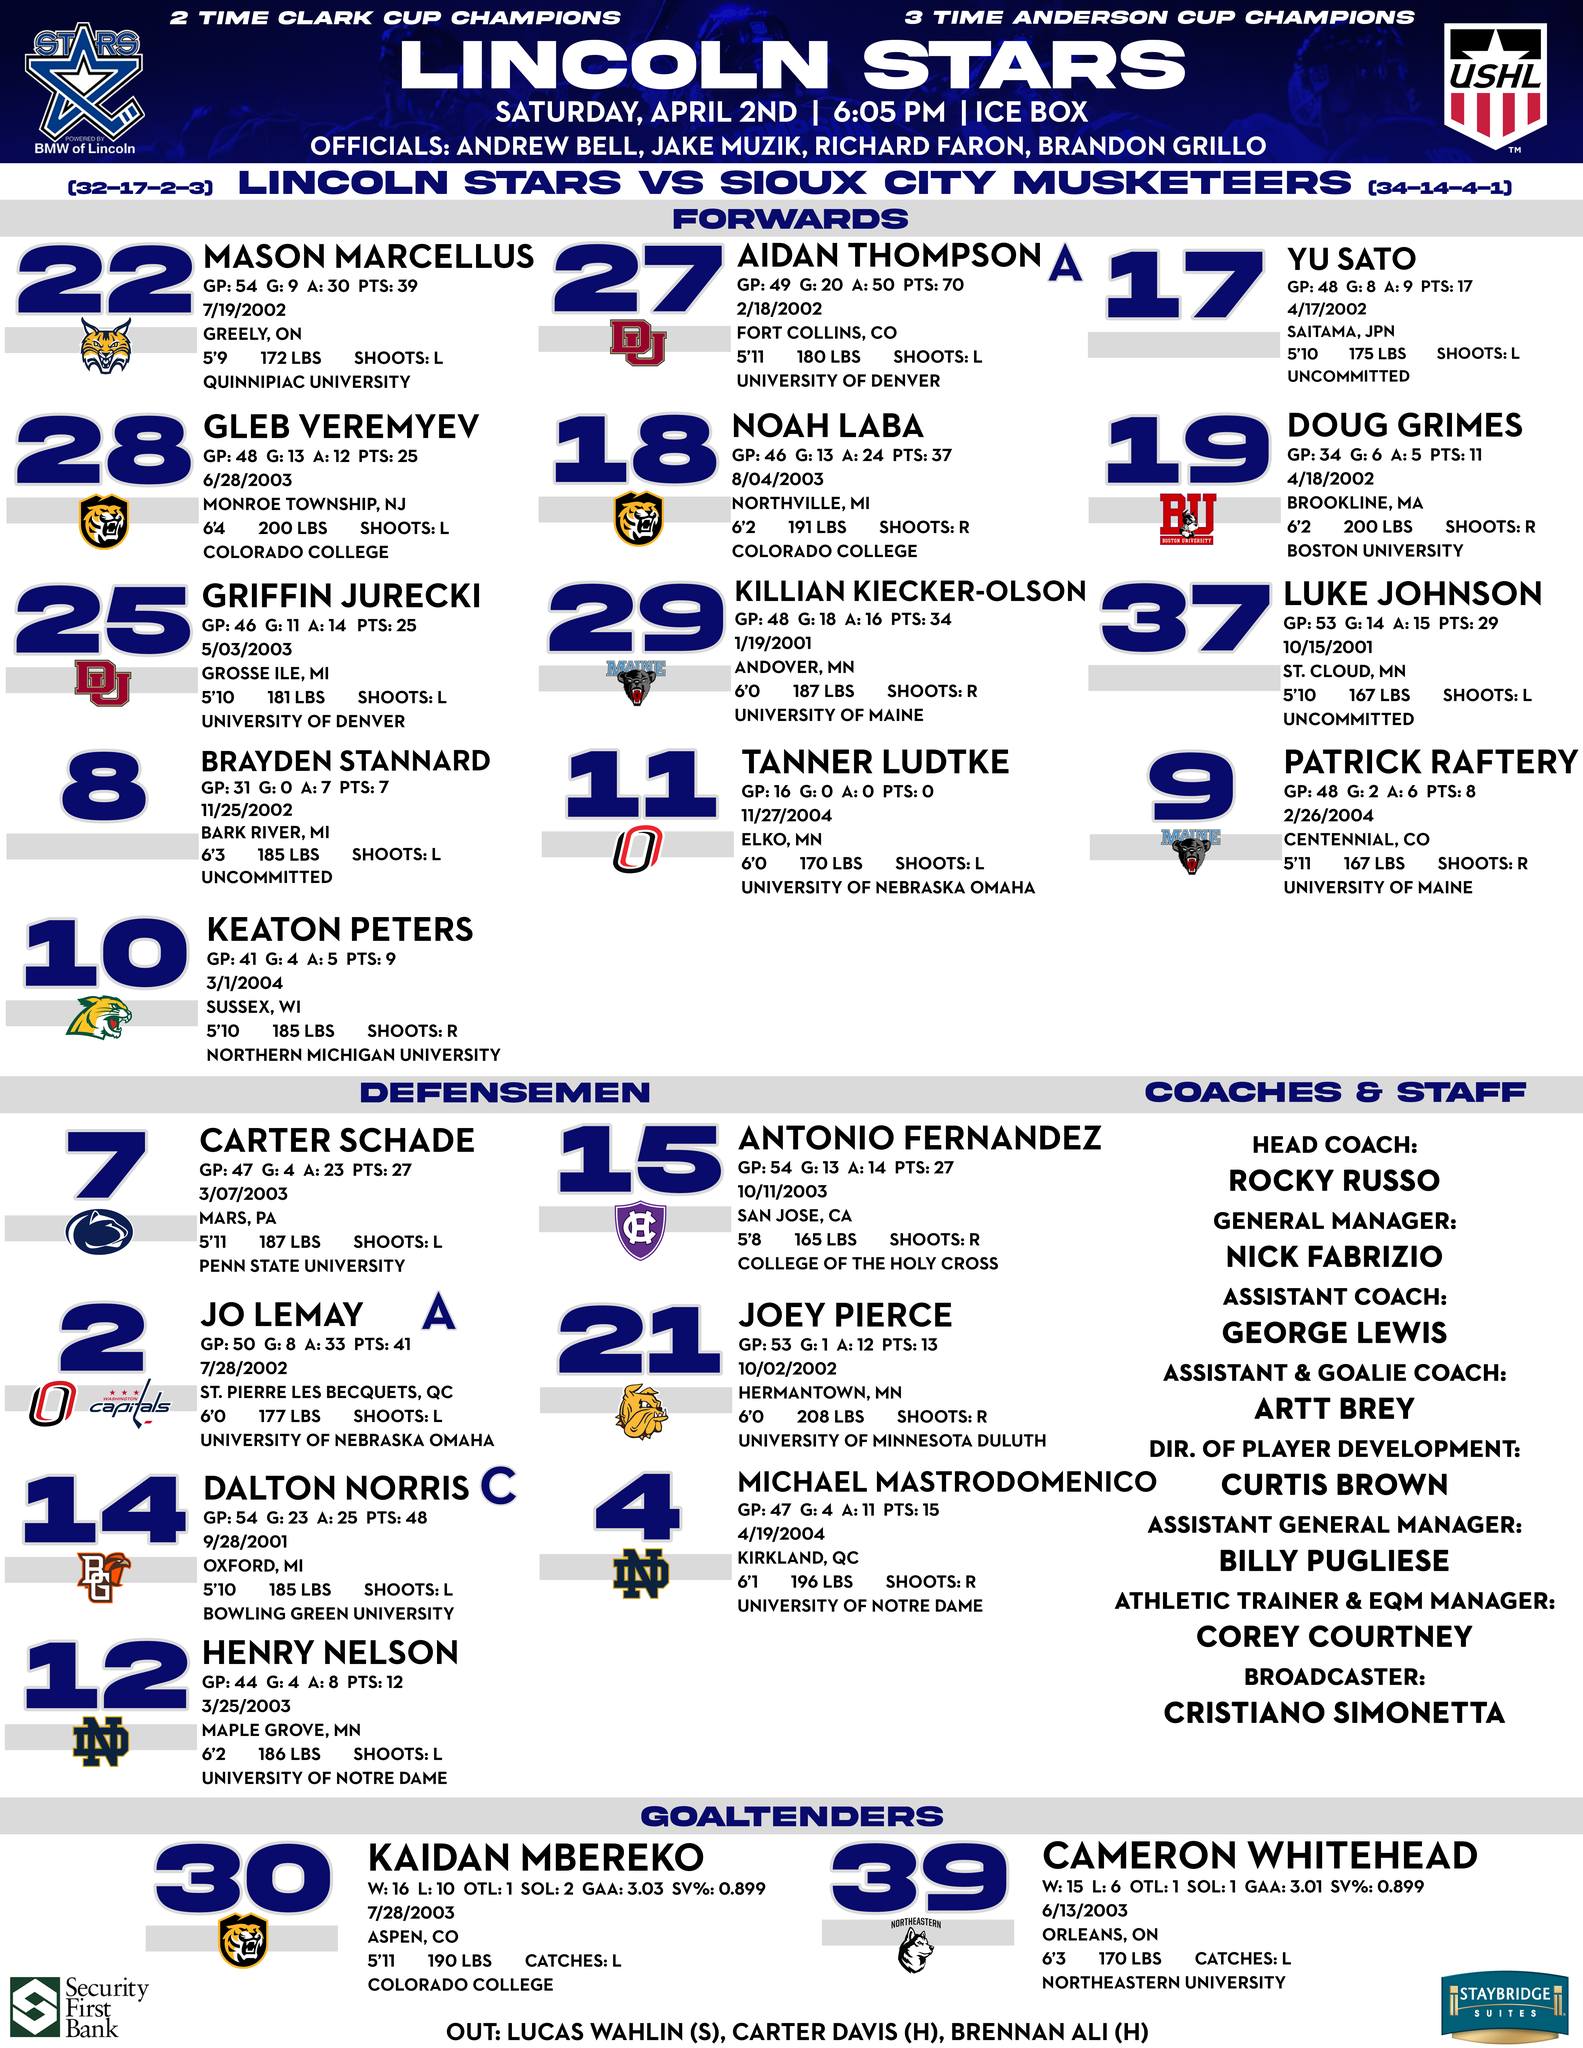 2 TIME CLARK CUP CHAMPIONS
3 TIME ANDERSON CUP CHAMPIONS
STARS
POWERED BY
BMW of Lincoln
LINCOLN STARS
SATURDAY, APRIL 2ND | 6:05 PM | ICE BOX
OFFICIALS: ANDREW BELL, JAKE MUZIK, RICHARD FARON, BRANDON GRILLO
USHL
TM
(32-17-2-3) LINCOLN STARS VS SIOUX CITY MUSKETEERS (34-14-4-1)
FORWARDS
22
MASON MARCELLUS
GP: 54 G: 9 A: 30 PTS: 39
7/19/2002
GREELY, ON
5'9 172 LBS SHOOTS: L
QUINNIPIAC UNIVERSITY
27
AIDAN THOMPSON A
GP: 49 G: 20 A: 50 PTS: 70
2/18/2002
FORT COLLINS, CO
DU
5'11 180 LBS SHOOTS: L
UNIVERSITY OF DENVER
17
YU SATO
GP: 48 G: 8 A: 9 PTS: 17
4/17/2002
SAITAMA, JPN
5'10 175 LBS SHOOTS: L
UNCOMMITTED
28
GLEB VEREMYEV
GP: 48 G: 13 A: 12 PTS: 25
6/28/2003
MONROE TOWNSHIP, NJ
6'4 200 LBS SHOOTS: L
COLORADO COLLEGE
18
NOAH LABA
GP: 46 G: 13 A: 24 PTS: 37
8/04/2003
NORTHVILLE, MI
6'2 191 LBS SHOOTS: R
COLORADO COLLEGE
19
DOUG GRIMES
GP: 34 G: 6 A: 5 PTS: 11
4/18/2002
BROOKLINE, MA
BU
BOSTON UNIVERSITY
6'2 200 LBS SHOOTS: R
BOSTON UNIVERSITY
25
GRIFFIN JURECKI
GP: 46 G: 11 A: 14 PTS: 25
5/03/2003
GROSSE ILE, MI
DU
5'10 181 LBS SHOOTS: L
UNIVERSITY OF DENVER
29
KILLIAN KIECKER-OLSON
GP: 48 G: 18 A: 16 PTS: 34
1/19/2001
ANDOVER, MN
MAINE
6'0 187 LBS SHOOTS: R
UNIVERSITY OF MAINE
37
LUKE JOHNSON
GP: 53 G: 14 A: 15 PTS: 29
10/15/2001
ST. CLOUD, MN
5'10 167 LBS SHOOTS: L
UNCOMMITTED
8
BRAYDEN STANNARD
GP: 31 G: 0 A: 7 PTS: 7
11/25/2002
BARK RIVER, MI
6'3 185 LBS SHOOTS: L
UNCOMMITTED
11
TANNER LUDTKE
GP: 16 G: 0 A: 0 PTS: 0
11/27/2004
ELKO, MN
O
6'0 170 LBS SHOOTS: L
UNIVERSITY OF NEBRASKA OMAHA
9
PATRICK RAFTERY
GP: 48 G: 2 A: 6 PTS: 8
2/26/2004
CENTENNIAL, CO
MAINE
5'11 167 LBS SHOOTS: R
UNIVERSITY OF MAINE
10
KEATON PETERS
GP: 41 G: 4 A: 5 PTS: 9
3/1/2004
SUSSEX, WI
5'10 185 LBS SHOOTS: R
NORTHERN MICHIGAN UNIVERSITY
DEFENSEMEN
7
CARTER SCHADE
GP: 47 G: 4 A: 23 PTS: 27
3/07/2003
MARS, PA
5'11 187 LBS SHOOTS: L
PENN STATE UNIVERSITY
15
ANTONIO FERNANDEZ
GP: 54 G: 13 A: 14 PTS: 27
10/11/2003
SAN JOSE, CA
HC
5'8 165 LBS SHOOTS: R
COLLEGE OF THE HOLY CROSS
2
JO LEMAY A
GP: 50 G: 8 A: 33 PTS: 41
7/28/2002
ST. PIERRE LES BECQUETS, QC
O
WASHINGTON
capitals
6'0 177 LBS SHOOTS: L
UNIVERSITY OF NEBRASKA OMAHA
21
JOEY PIERCE
GP: 53 G: 1 A: 12 PTS: 13
10/02/2002
HERMANTOWN, MN
6'0 208 LBS SHOOTS: R
UNIVERSITY OF MINNESOTA DULUTH
14
DALTON NORRIS C
GP: 54 G: 23 A: 25 PTS: 48
9/28/2001
OXFORD, MI
BG
5'10 185 LBS SHOOTS: L
BOWLING GREEN UNIVERSITY
4
MICHAEL MASTRODOMENICO
GP: 47 G: 4 A: 11 PTS: 15
4/19/2004
KIRKLAND, QC
ND
6'1 196 LBS SHOOTS: R
UNIVERSITY OF NOTRE DAME
12
HENRY NELSON
GP: 44 G: 4 A: 8 PTS: 12
3/25/2003
MAPLE GROVE, MN
ND
6'2 186 LBS SHOOTS: L
UNIVERSITY OF NOTRE DAME
COACHES & STAFF
HEAD COACH:
ROCKY RUSSO
GENERAL MANAGER:
NICK FABRIZIO
ASSISTANT COACH:
GEORGE LEWIS
ASSISTANT & GOALIE COACH:
ARTT BREY
DIR. OF PLAYER DEVELOPMENT:
CURTIS BROWN
ASSISTANT GENERAL MANAGER:
BILLY PUGLIESE
ATHLETIC TRAINER & EQM MANAGER:
COREY COURTNEY
BROADCASTER:
CRISTIANO SIMONETTA
GOALTENDERS
30
KAIDAN MBEREKO
W: 16 L: 10 OTL: 1 SOL: 2 GAA: 3.03 SV%: 0.899
7/28/2003
ASPEN, CO
5'11 190 LBS CATCHES: L
COLORADO COLLEGE
39
CAMERON WHITEHEAD
W: 15 L: 6 OTL: 1 SOL: 1 GAA: 3.01 SV%: 0.899
6/13/2003
NORTHEASTERN
ORLEANS, ON
6'3 170 LBS CATCHES: L
NORTHEASTERN UNIVERSITY
Security
First
Bank
OUT: LUCAS WAHLIN (S), CARTER DAVIS (H), BRENNAN ALI (H)
STAYBRIDGE
SUITES